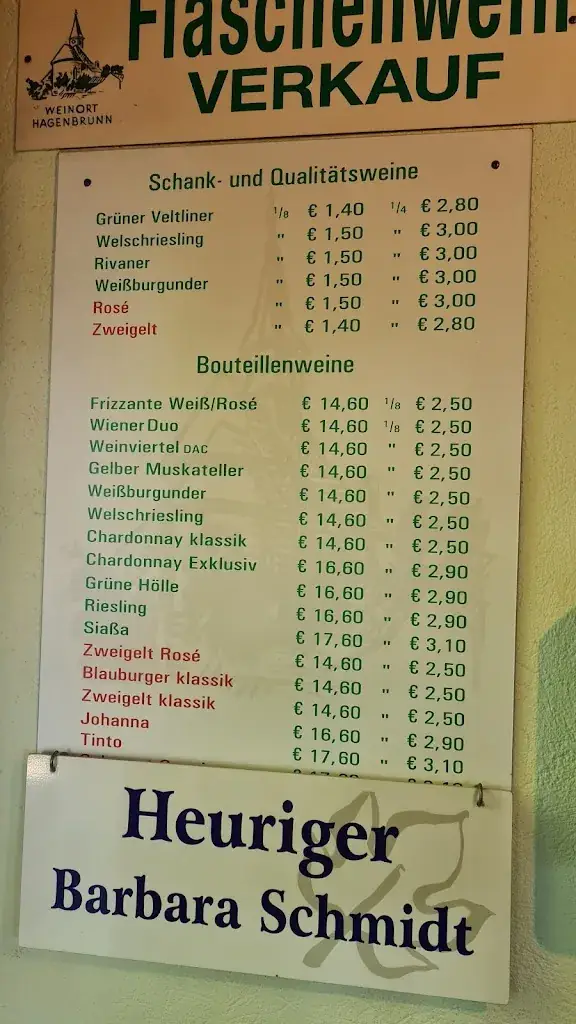 Flaschenwein
VERKAUF
WEINORT
HAGENBRUNN
Schank- und Qualitätsweine
Grüner Veltliner 1/8 € 1,40 1/4 € 2,80
Welschriesling " € 1,50 " € 3,00
Rivaner " € 1,50 " € 3,00
Weißburgunder " € 1,50 " € 3,00
Rosé " € 1,50 " € 3,00
Zweigelt " € 1,40 " € 2,80
Bouteillenweine
Frizzante Weiß/Rosé € 14,60 1/8 € 2,50
Wiener Duo € 14,60 1/8 € 2,50
Weinviertel DAC € 14,60 " € 2,50
Gelber Muskateller € 14,60 " € 2,50
Weißburgunder € 14,60 " € 2,50
Welschriesling € 14,60 " € 2,50
Chardonnay klassik € 14,60 " € 2,50
Chardonnay Exklusiv € 16,60 " € 2,90
Grüne Hölle € 16,60 " € 2,90
Riesling € 16,60 " € 2,90
Siaßa € 17,60 " € 3,10
Zweigelt Rosé € 14,60 " € 2,50
Blauburger klassik € 14,60 " € 2,50
Zweigelt klassik € 14,60 " € 2,50
Johanna € 16,60 " € 2,90
Tinto € 17,60 " € 3,10
Heuriger
Barbara Schmidt